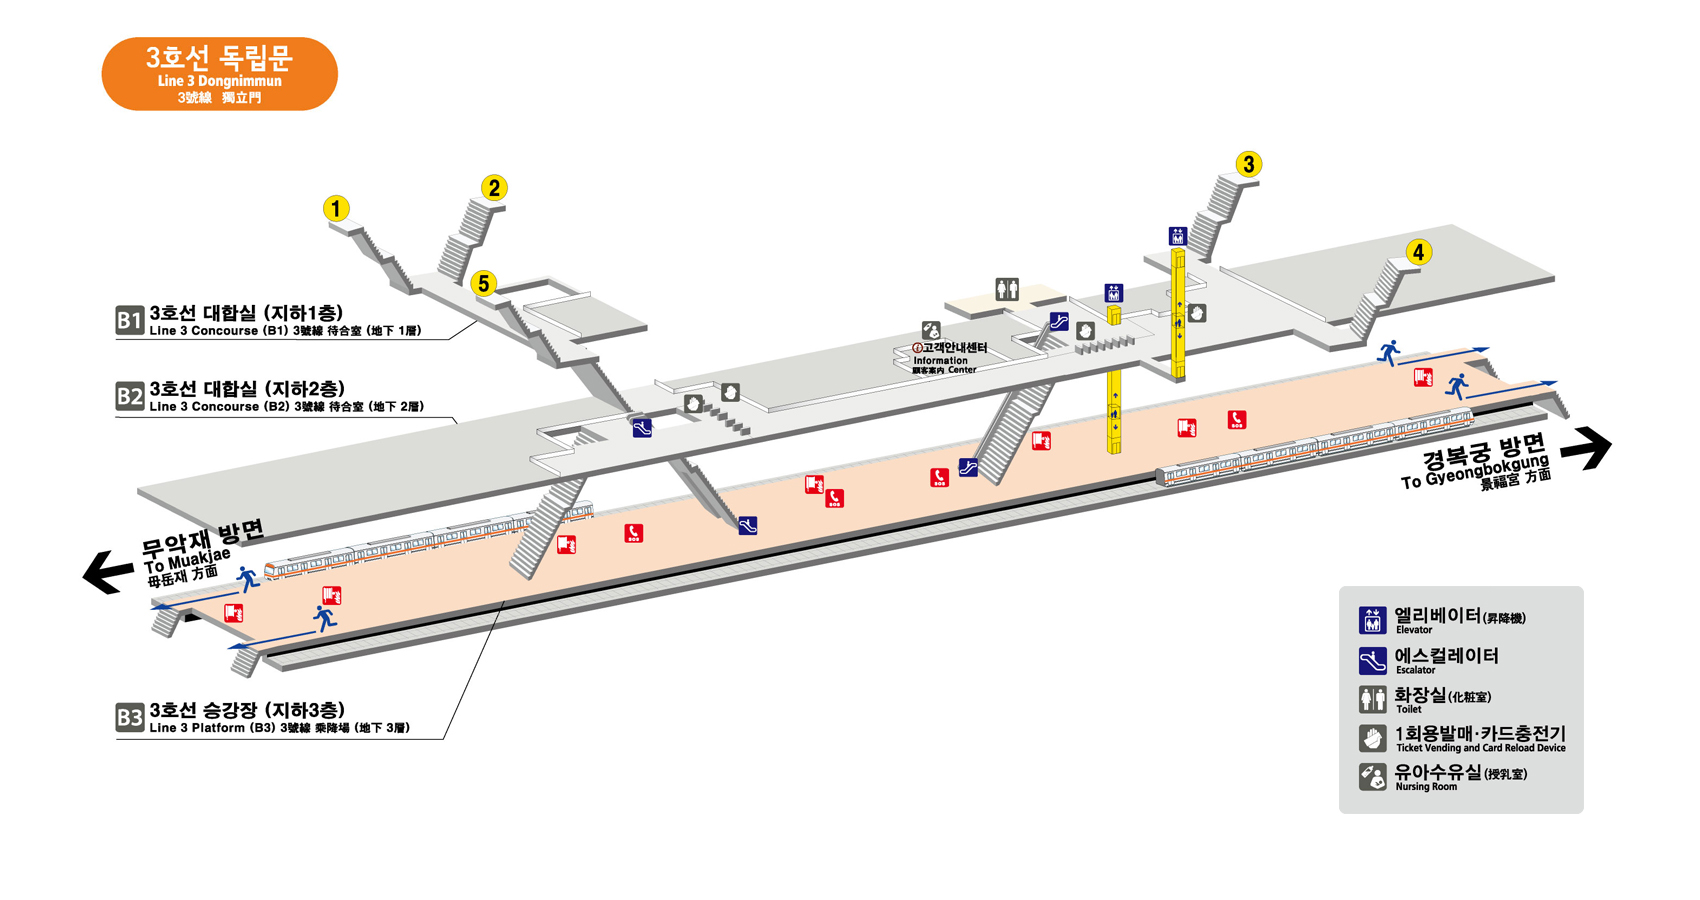 3호선 독립문
Line 3 Dongnimmun
3號線 獨立門
1
2
3
4
5
B1 3호선 대합실 (지하1층)
Line 3 Concourse (B1) 3號線 待合室 (地下 1層)
B2 3호선 대합실 (지하2층)
Line 3 Concourse (B2) 3號線 待合室 (地下 2層)
고객안내센터
Information
顧客案内 Center
무악재 방면
To Muakjae
毋岳재 方面
경복궁 방면
To Gyeongbokgung
景福宮 方面
SOS
SOS
SOS
SOS
B3 3호선 승강장 (지하3층)
Line 3 Platform (B3) 3號線 乘降場 (地下 3層)
엘리베이터(昇降機)
Elevator
에스컬레이터
Escalator
화장실(化粧室)
Toilet
1회용발매·카드충전기
Ticket Vending and Card Reload Device
유아수유실(授乳室)
Nursing Room